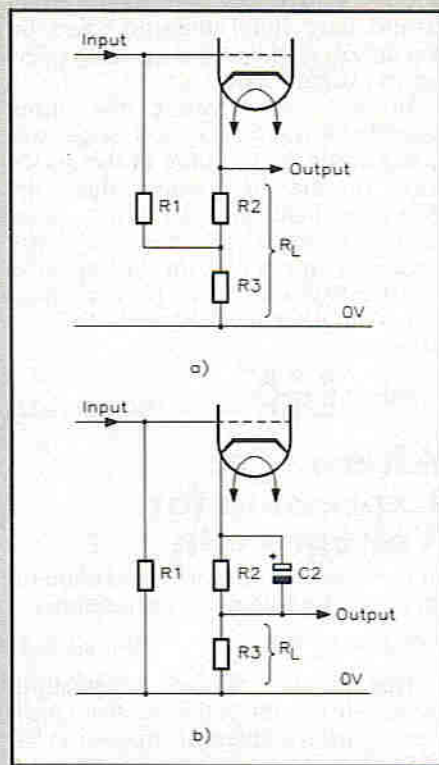 Input
Output
R1
R2
RL
R3
0V
a)
Input
R1
R2
+
C2
Output
R3
RL
0V
b)